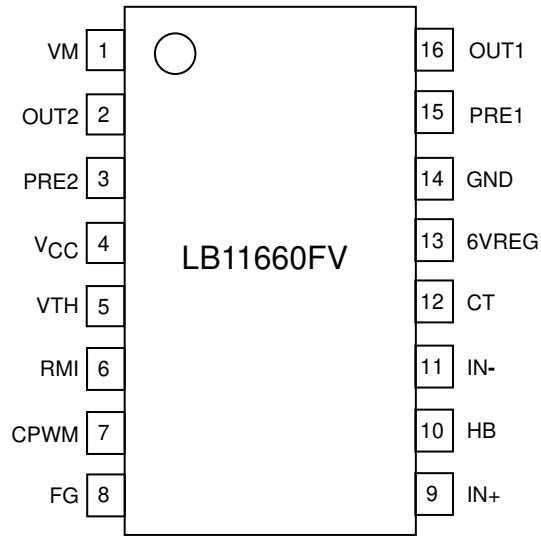 VM 1 16 OUT1
OUT2 2 15 PRE1
PRE2 3 14 GND
VCC 4 13 6VREG
LB11660FV
VTH 5 12 CT
RMI 6 11 IN-
CPWM 7 10 HB
FG 8 9 IN+